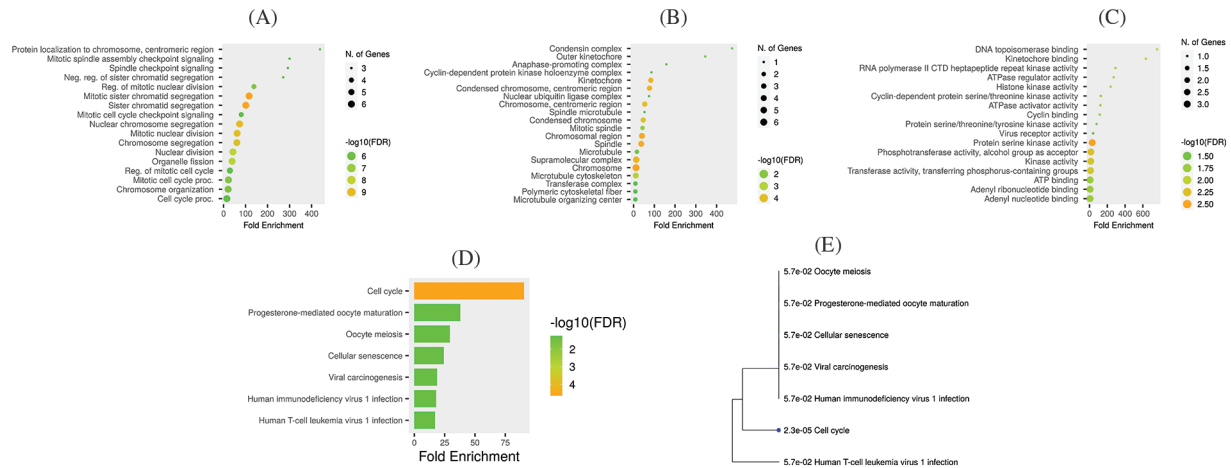 (A)
Protein localization to chromosome, centromeric region
Mitotic spindle assembly checkpoint signaling
Spindle checkpoint signaling
Neg. reg. of sister chromatid segregation
Reg. of mitotic nuclear division
Mitotic sister chromatid segregation
Sister chromatid segregation
Mitotic cell cycle checkpoint signaling
Nuclear chromosome segregation
Mitotic nuclear division
Chromosome segregation
Nuclear division
Organelle fission
Reg. of mitotic cell cycle
Mitotic cell cycle proc.
Chromosome organization
Cell cycle proc.
0 100 200 300 400
Fold Enrichment
N. of Genes
3
4
5
6
-log10(FDR)
6
7
8
9
(B)
Condensin complex
Outer kinetochore
Anaphase-promoting complex
Cyclin-dependent protein kinase holoenzyme complex
Kinetochore
Condensed chromosome, centromeric region
Nuclear ubiquitin ligase complex
Chromosome, centromeric region
Spindle microtubule
Condensed chromosome
Mitotic spindle
Chromosomal region
Spindle
Microtubule
Supramolecular complex
Chromosome
Microtubule cytoskeleton
Transferase complex
Polymeric cytoskeletal fiber
Microtubule organizing center
0 100 200 300 400
Fold Enrichment
N. of Genes
1
2
3
4
5
6
-log10(FDR)
2
3
4
(C)
DNA topoisomerase binding
Kinetochore binding
RNA polymerase II CTD heptapeptide repeat kinase activity
ATPase regulator activity
Histone kinase activity
Cyclin-dependent protein serine/threonine kinase activity
ATPase activator activity
Cyclin binding
Protein serine/threonine/tyrosine kinase activity
Virus receptor activity
Protein serine kinase activity
Phosphotransferase activity, alcohol group as acceptor
Kinase activity
Transferase activity, transferring phosphorus-containing groups
ATP binding
Adenyl ribonucleotide binding
Adenyl nucleotide binding
0 200 400 600
Fold Enrichment
N. of Genes
1.0
1.5
2.0
2.5
3.0
-log10(FDR)
1.50
1.75
2.00
2.25
2.50
(D)
Cell cycle
Progesterone-mediated oocyte maturation
Oocyte meiosis
Cellular senescence
Viral carcinogenesis
Human immunodeficiency virus 1 infection
Human T-cell leukemia virus 1 infection
0 25 50 75
Fold Enrichment
-log10(FDR)
2
3
4
(E)
5.7e-02 Oocyte meiosis
5.7e-02 Progesterone-mediated oocyte maturation
5.7e-02 Cellular senescence
5.7e-02 Viral carcinogenesis
5.7e-02 Human immunodeficiency virus 1 infection
2.3e-05 Cell cycle
5.7e-02 Human T-cell leukemia virus 1 infection